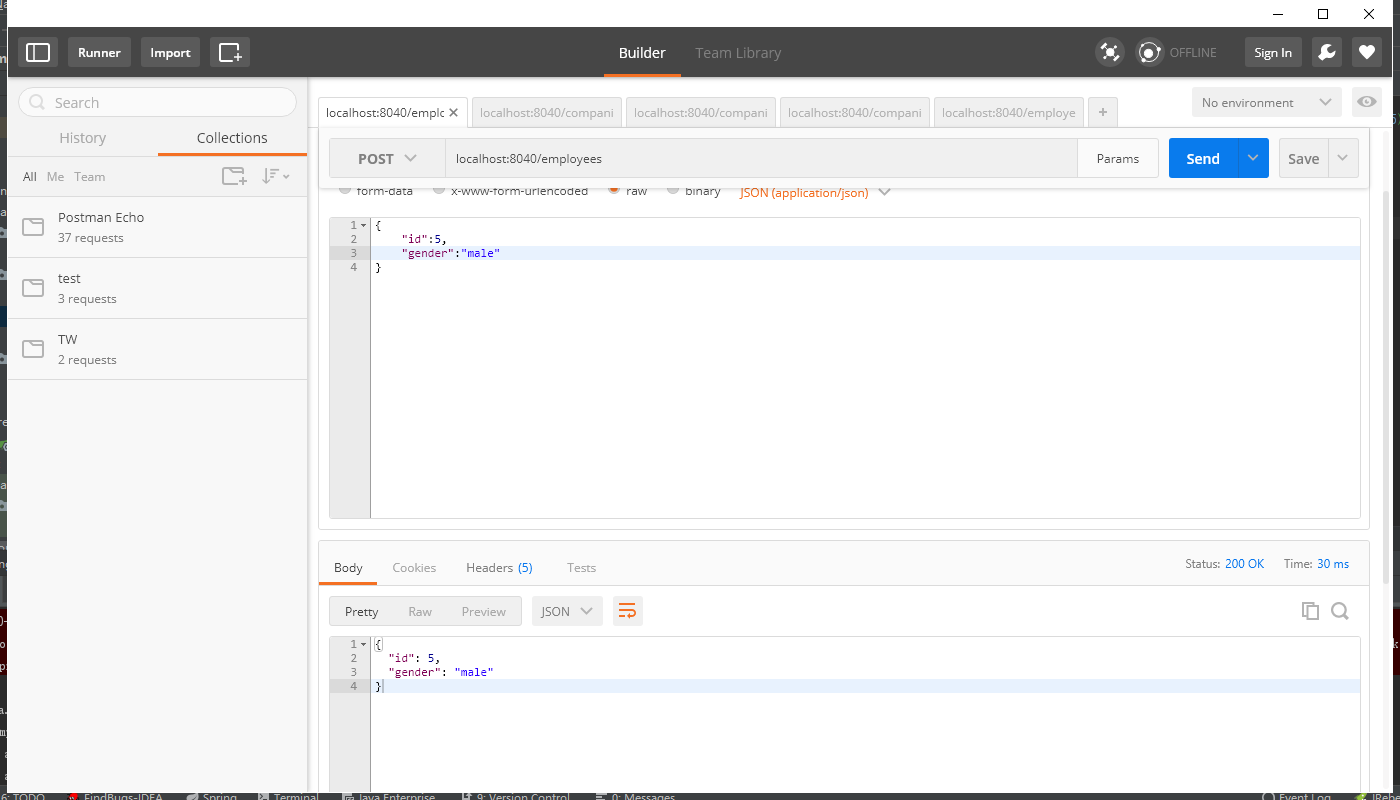 Runner
Import
Builder
Team Library
OFFLINE
Sign In
Search
History
Collections
All Me Team
Postman Echo
37 requests
test
3 requests
TW
2 requests
localhost:8040/emplc
localhost:8040/compani
localhost:8040/compani
localhost:8040/compani
localhost:8040/employe
+
No environment
POST
localhost:8040/employees
Params
Send
Save
form-data
x-www-form-urlencoded
raw
binary
JSON (application/json)
1 {
2 "id":5,
3 "gender":"male"
4 }
Body
Cookies
Headers (5)
Tests
Status: 200 OK
Time: 30 ms
Pretty
Raw
Preview
JSON
1 {
2 "id": 5,
3 "gender": "male"
4 }
6: TODO
FindBugs-IDEA
Spring
Terminal
Java Enterprise
9: Version Control
0: Messages
Event Log